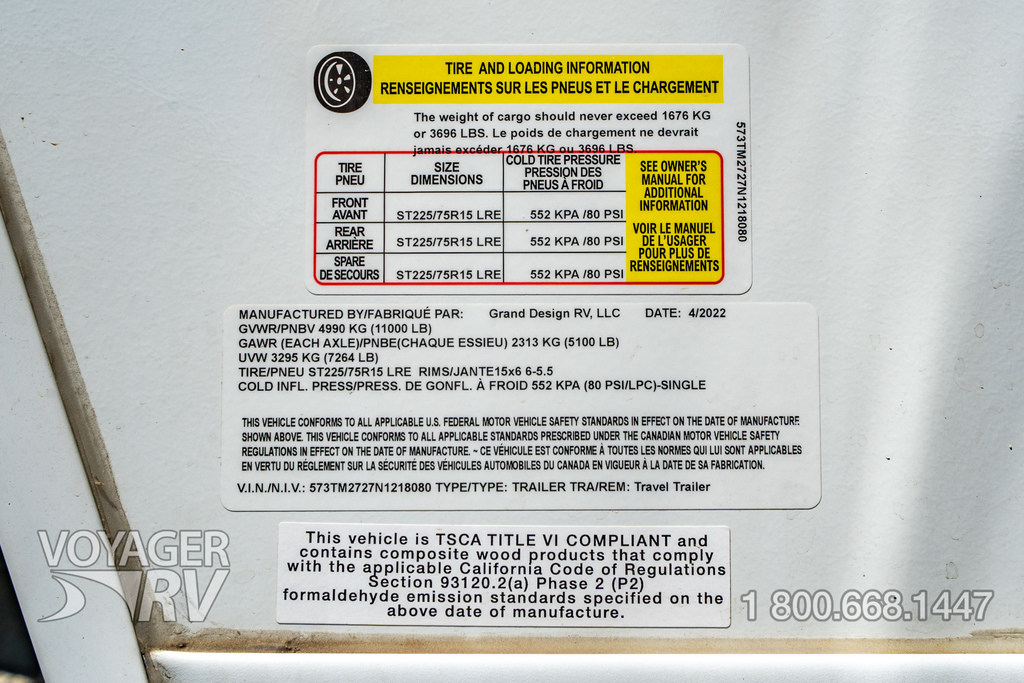 TIRE AND LOADING INFORMATION
RENSEIGNEMENTS SUR LES PNEUS ET LE CHARGEMENT
The weight of cargo should never exceed 1676 KG
or 3696 LBS. Le poids de chargement ne devrait
jamais excéder 1676 KG ou 3696 LBS.
TIRE PNEU SIZE DIMENSIONS COLD TIRE PRESSURE PRESSION DES PNEUS À FROID
FRONT AVANT ST225/75R15 LRE 552 KPA /80 PSI
REAR ARRIÈRE ST225/75R15 LRE 552 KPA /80 PSI
SPARE DE SECOURS ST225/75R15 LRE 552 KPA /80 PSI
SEE OWNER'S
MANUAL FOR
ADDITIONAL
INFORMATION
VOIR LE MANUEL
DE L'USAGER
POUR PLUS DE
RENSEIGNEMENTS
573TM2727N1218080
MANUFACTURED BY/FABRIQUÉ PAR: Grand Design RV, LLC DATE: 4/2022
GVWR/PNBV 4990 KG (11000 LB)
GAWR (EACH AXLE)/PNBE(CHAQUE ESSIEU) 2313 KG (5100 LB)
UVW 3295 KG (7264 LB)
TIRE/PNEU ST225/75R15 LRE RIMS/JANTE15x6 6-5.5
COLD INFL. PRESS/PRESS. DE GONFL. À FROID 552 KPA (80 PSI/LPC)-SINGLE
THIS VEHICLE CONFORMS TO ALL APPLICABLE U.S. FEDERAL MOTOR VEHICLE SAFETY STANDARDS IN EFFECT ON THE DATE OF MANUFACTURE
SHOWN ABOVE. THIS VEHICLE CONFORMS TO ALL APPLICABLE STANDARDS PRESCRIBED UNDER THE CANADIAN MOTOR VEHICLE SAFETY
REGULATIONS IN EFFECT ON THE DATE OF MANUFACTURE. ~ CE VÉHICULE EST CONFORME À TOUTES LES NORMES QUI LUI SONT APPLICABLES
EN VERTU DU RÉGLEMENT SUR LA SÉCURITÉ DES VÉHICULES AUTOMOBILES DU CANADA EN VIGUEUR À LA DATE DE SA FABRICATION.
V.I.N./N.I.V.: 573TM2727N1218080 TYPE/TYPE: TRAILER TRA/REM: Travel Trailer
This vehicle is TSCA TITLE VI COMPLIANT and
contains composite wood products that comply
with the applicable California Code of Regulations
Section 93120.2(a) Phase 2 (P2)
formaldehyde emission standards specified on the
above date of manufacture.
VOYAGER
RV
1 800.668.1447